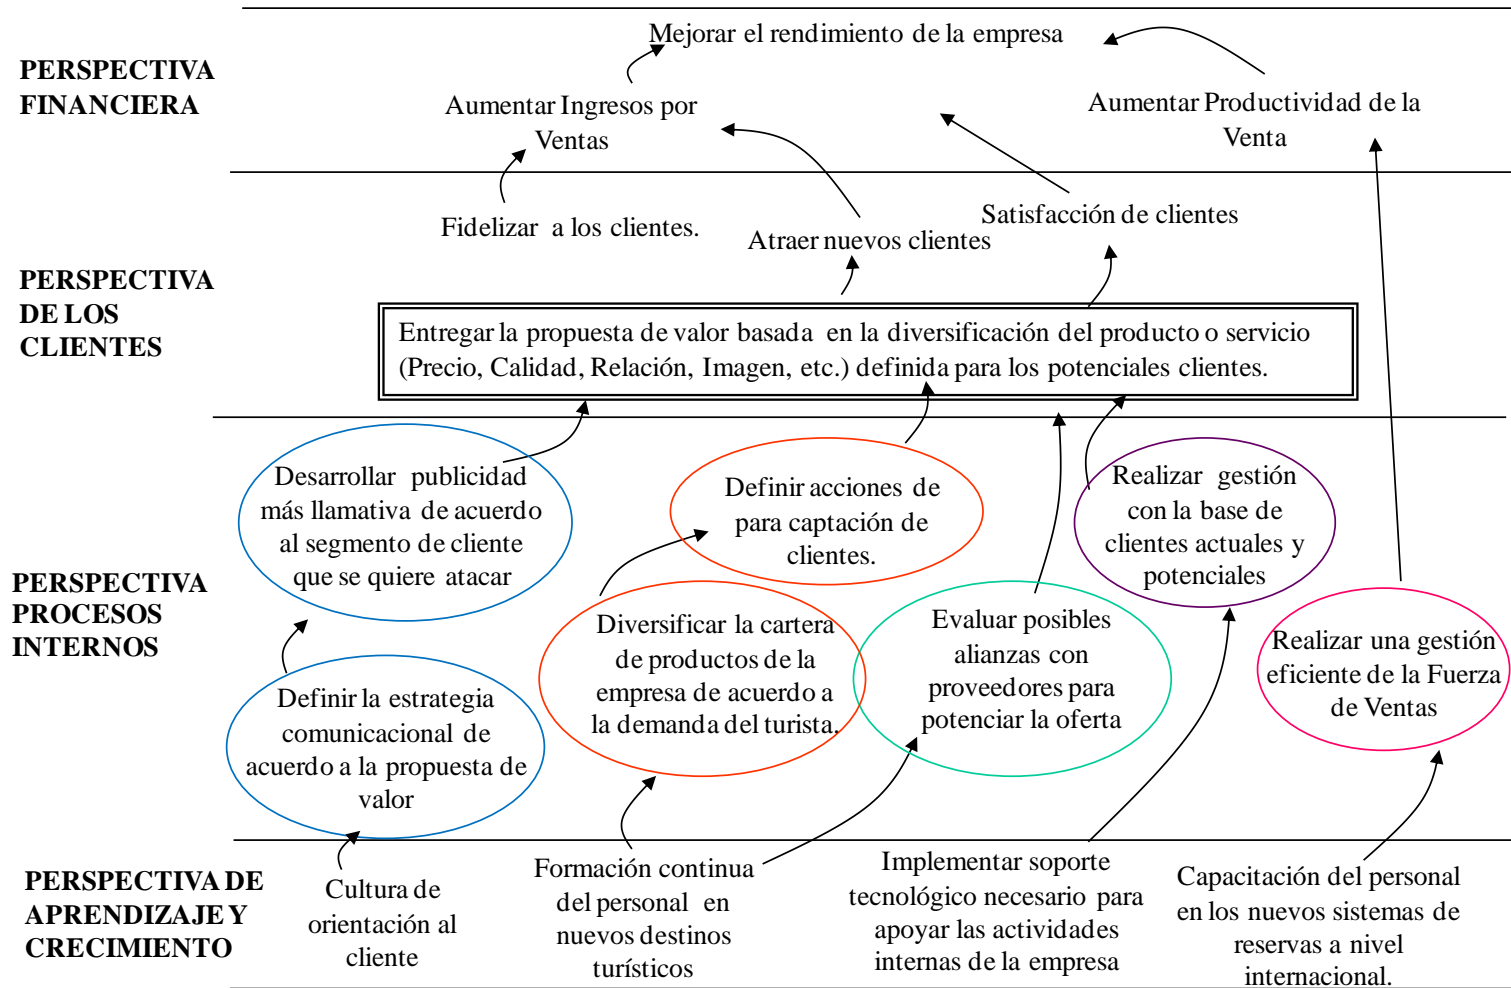 PERSPECTIVA
FINANCIERA
Mejorar el rendimiento de la empresa
Aumentar Ingresos por
Ventas
Aumentar Productividad de la
Venta
PERSPECTIVA
DE LOS
CLIENTES
Fidelizar a los clientes.
Atraer nuevos clientes
Satisfacción de clientes
Entregar la propuesta de valor basada en la diversificación del producto o servicio
(Precio, Calidad, Relación, Imagen, etc.) definida para los potenciales clientes.
PERSPECTIVA
PROCESOS
INTERNOS
Desarrollar publicidad
más llamativa de acuerdo
al segmento de cliente
que se quiere atacar
Definir acciones de
para captación de
clientes.
Realizar gestión
con la base de
clientes actuales y
potenciales
Definir la estrategia
comunicacional de
acuerdo a la propuesta de
valor
Diversificar la cartera
de productos de la
empresa de acuerdo a
la demanda del turista.
Evaluar posibles
alianzas con
proveedores para
potenciar la oferta
Realizar una gestión
eficiente de la Fuerza
de Ventas
PERSPECTIVA DE
APRENDIZAJE Y
CRECIMIENTO
Cultura de
orientación al
cliente
Formación continua
del personal en
nuevos destinos
turísticos
Implementar soporte
tecnológico necesario para
apoyar las actividades
internas de la empresa
Capacitación del personal
en los nuevos sistemas de
reservas a nivel
internacional.